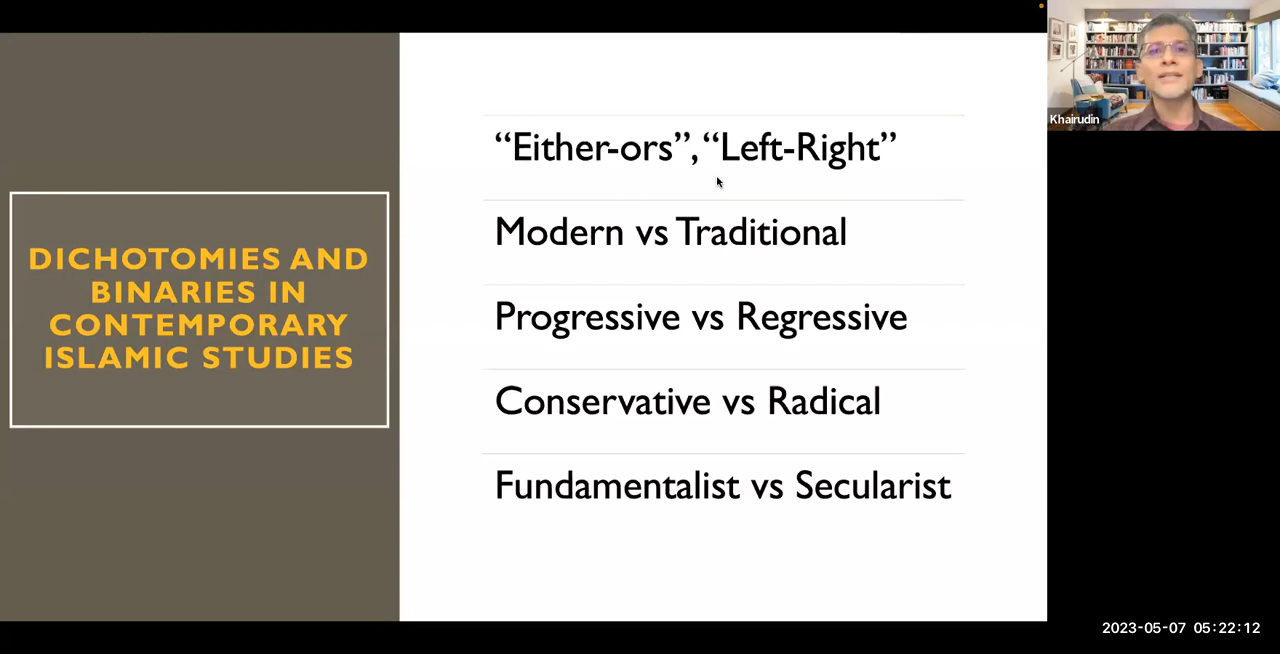 DICHOTOMIES AND
BINARIES IN
CONTEMPORARY
ISLAMIC STUDIES
“Either-ors”, “Left-Right”
Modern vs Traditional
Progressive vs Regressive
Conservative vs Radical
Fundamentalist vs Secularist
Khairudin
2023-05-07 05:22:12